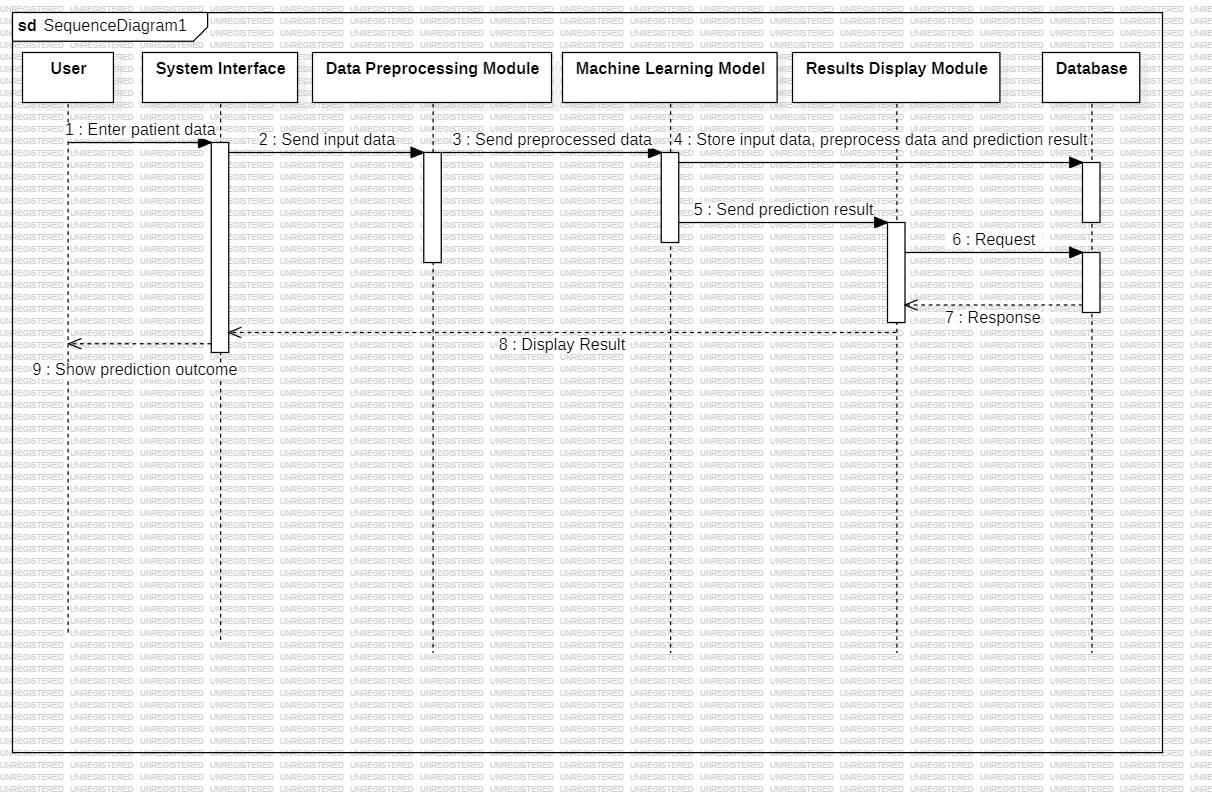 sd SequenceDiagram1
User
System Interface
Data Preprocessing Module
Machine Learning Model
Results Display Module
Database
1 : Enter patient data
2 : Send input data
3 : Send preprocessed data
4 : Store input data, preprocess data and prediction result
5 : Send prediction result
6 : Request
7 : Response
8 : Display Result
9 : Show prediction outcome
UNREGISTERED